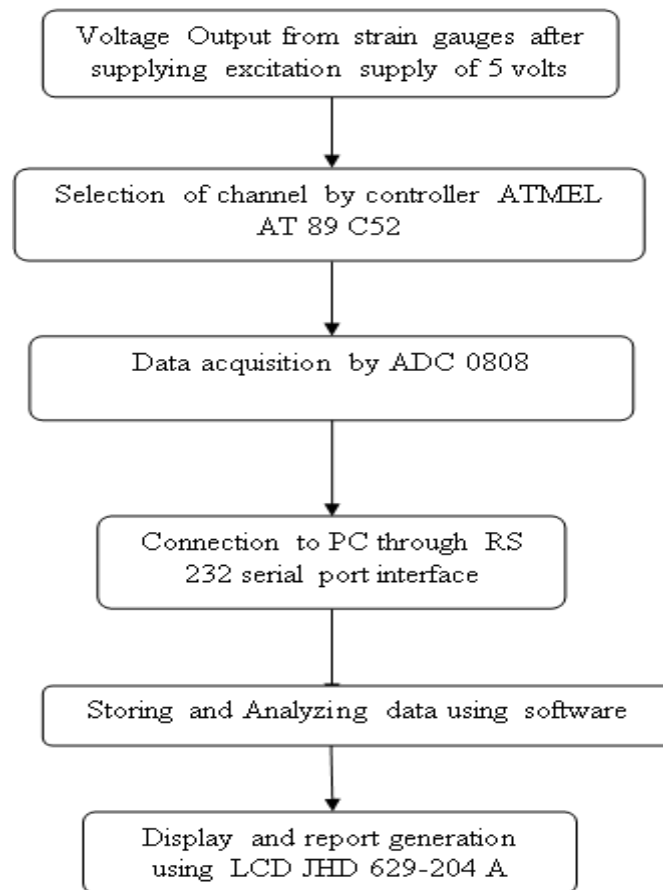 Voltage Output from strain gauges after
supplying excitation supply of 5 volts
Selection of channel by controller ATMEL
AT 89 C52
Data acquisition by ADC 0808
Connection to PC through RS
232 serial port interface
Storing and Analyzing data using software
Display and report generation
using LCD JHD 629-204 A